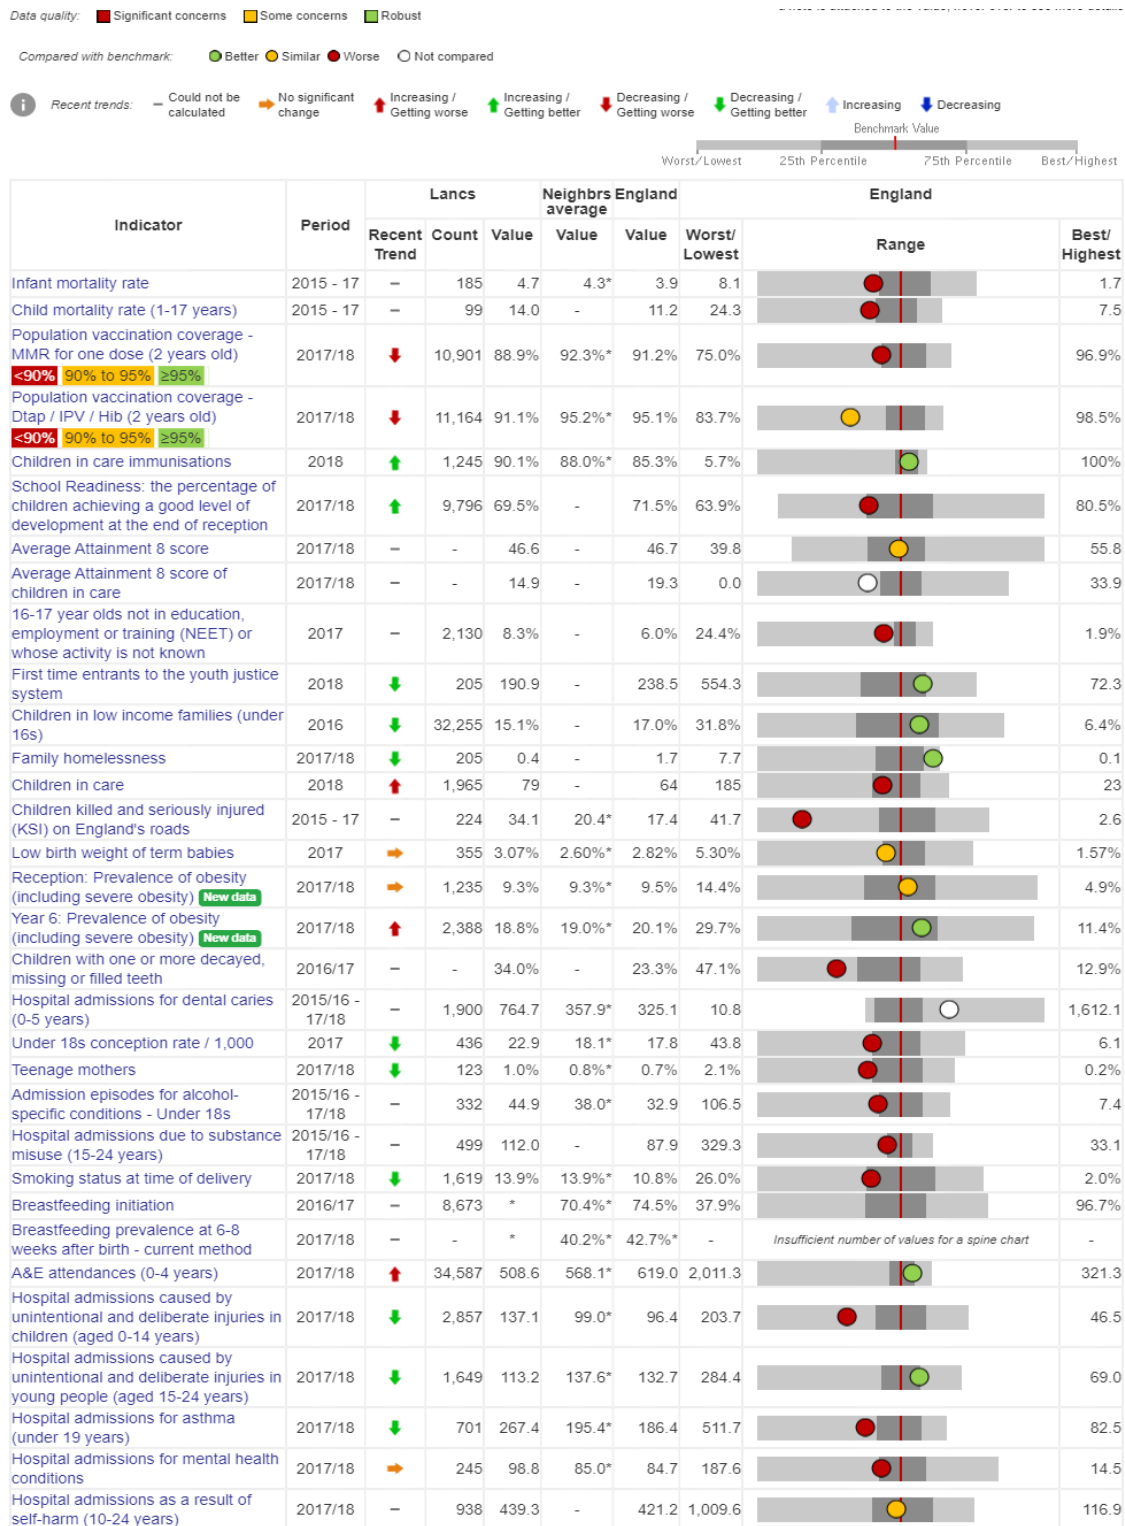 Data quality: Significant concerns Some concerns Robust
Compared with benchmark: Better Similar Worse Not compared
Recent trends: – Could not be calculated No significant change Increasing / Getting worse Increasing / Getting better Decreasing / Getting worse Decreasing / Getting better Increasing Decreasing
Benchmark Value
Worst/Lowest 25th Percentile 75th Percentile Best/Highest
Lancs Neighbrs average England England
Indicator Period Recent Trend Count Value Value Value Worst/ Lowest Range Best/ Highest
Infant mortality rate 2015 - 17 – 185 4.7 4.3* 3.9 8.1 1.7
Child mortality rate (1-17 years) 2015 - 17 – 99 14.0 - 11.2 24.3 7.5
Population vaccination coverage -
MMR for one dose (2 years old) 2017/18 10,901 88.9% 92.3%* 91.2% 75.0% 96.9%
<90% 90% to 95% ≥95%
Population vaccination coverage -
Dtap / IPV / Hib (2 years old) 2017/18 11,164 91.1% 95.2%* 95.1% 83.7% 98.5%
<90% 90% to 95% ≥95%
Children in care immunisations 2018 1,245 90.1% 88.0%* 85.3% 5.7% 100%
School Readiness: the percentage of
children achieving a good level of 2017/18 9,796 69.5% - 71.5% 63.9% 80.5%
development at the end of reception
Average Attainment 8 score 2017/18 – - 46.6 - 46.7 39.8 55.8
Average Attainment 8 score of
children in care 2017/18 – - 14.9 - 19.3 0.0 33.9
16-17 year olds not in education,
employment or training (NEET) or 2017 – 2,130 8.3% - 6.0% 24.4% 1.9%
whose activity is not known
First time entrants to the youth justice
system 2018 205 190.9 - 238.5 554.3 72.3
Children in low income families (under
16s) 2016 32,255 15.1% - 17.0% 31.8% 6.4%
Family homelessness 2017/18 205 0.4 - 1.7 7.7 0.1
Children in care 2018 1,965 79 - 64 185 23
Children killed and seriously injured
(KSI) on England's roads 2015 - 17 – 224 34.1 20.4* 17.4 41.7 2.6
Low birth weight of term babies 2017 355 3.07% 2.60%* 2.82% 5.30% 1.57%
Reception: Prevalence of obesity
(including severe obesity) New data 2017/18 1,235 9.3% 9.3%* 9.5% 14.4% 4.9%
Year 6: Prevalence of obesity
(including severe obesity) New data 2017/18 2,388 18.8% 19.0%* 20.1% 29.7% 11.4%
Children with one or more decayed,
missing or filled teeth 2016/17 – - 34.0% - 23.3% 47.1% 12.9%
Hospital admissions for dental caries 2015/16 -
(0-5 years) 17/18 – 1,900 764.7 357.9* 325.1 10.8 1,612.1
Under 18s conception rate / 1,000 2017 436 22.9 18.1* 17.8 43.8 6.1
Teenage mothers 2017/18 123 1.0% 0.8%* 0.7% 2.1% 0.2%
Admission episodes for alcohol- 2015/16 -
specific conditions - Under 18s 17/18 – 332 44.9 38.0* 32.9 106.5 7.4
Hospital admissions due to substance 2015/16 -
misuse (15-24 years) 17/18 – 499 112.0 - 87.9 329.3 33.1
Smoking status at time of delivery 2017/18 1,619 13.9% 13.9%* 10.8% 26.0% 2.0%
Breastfeeding initiation 2016/17 – 8,673 * 70.4%* 74.5% 37.9% 96.7%
Breastfeeding prevalence at 6-8
weeks after birth - current method 2017/18 – - * 40.2%* 42.7%* - Insufficient number of values for a spine chart -
A&E attendances (0-4 years) 2017/18 34,587 508.6 568.1* 619.0 2,011.3 321.3
Hospital admissions caused by
unintentional and deliberate injuries in 2017/18 2,857 137.1 99.0* 96.4 203.7 46.5
children (aged 0-14 years)
Hospital admissions caused by
unintentional and deliberate injuries in 2017/18 1,649 113.2 137.6* 132.7 284.4 69.0
young people (aged 15-24 years)
Hospital admissions for asthma
(under 19 years) 2017/18 701 267.4 195.4* 186.4 511.7 82.5
Hospital admissions for mental health
conditions 2017/18 245 98.8 85.0* 84.7 187.6 14.5
Hospital admissions as a result of
self-harm (10-24 years) 2017/18 – 938 439.3 - 421.2 1,009.6 116.9